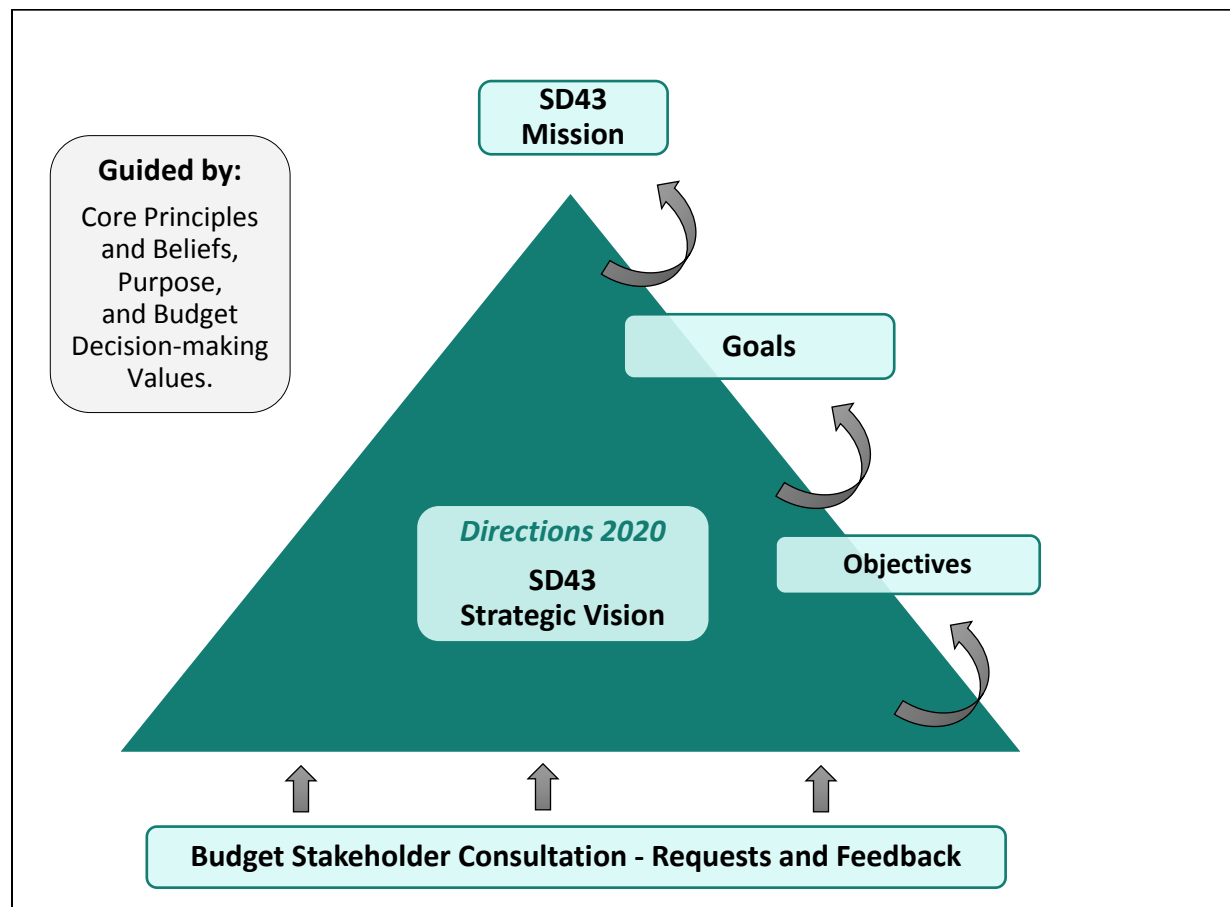 SD43
Mission
Guided by:
Core Principles
and Beliefs,
Purpose,
and Budget
Decision-making
Values.
Goals
Directions 2020
SD43
Strategic Vision
Objectives
Budget Stakeholder Consultation - Requests and Feedback